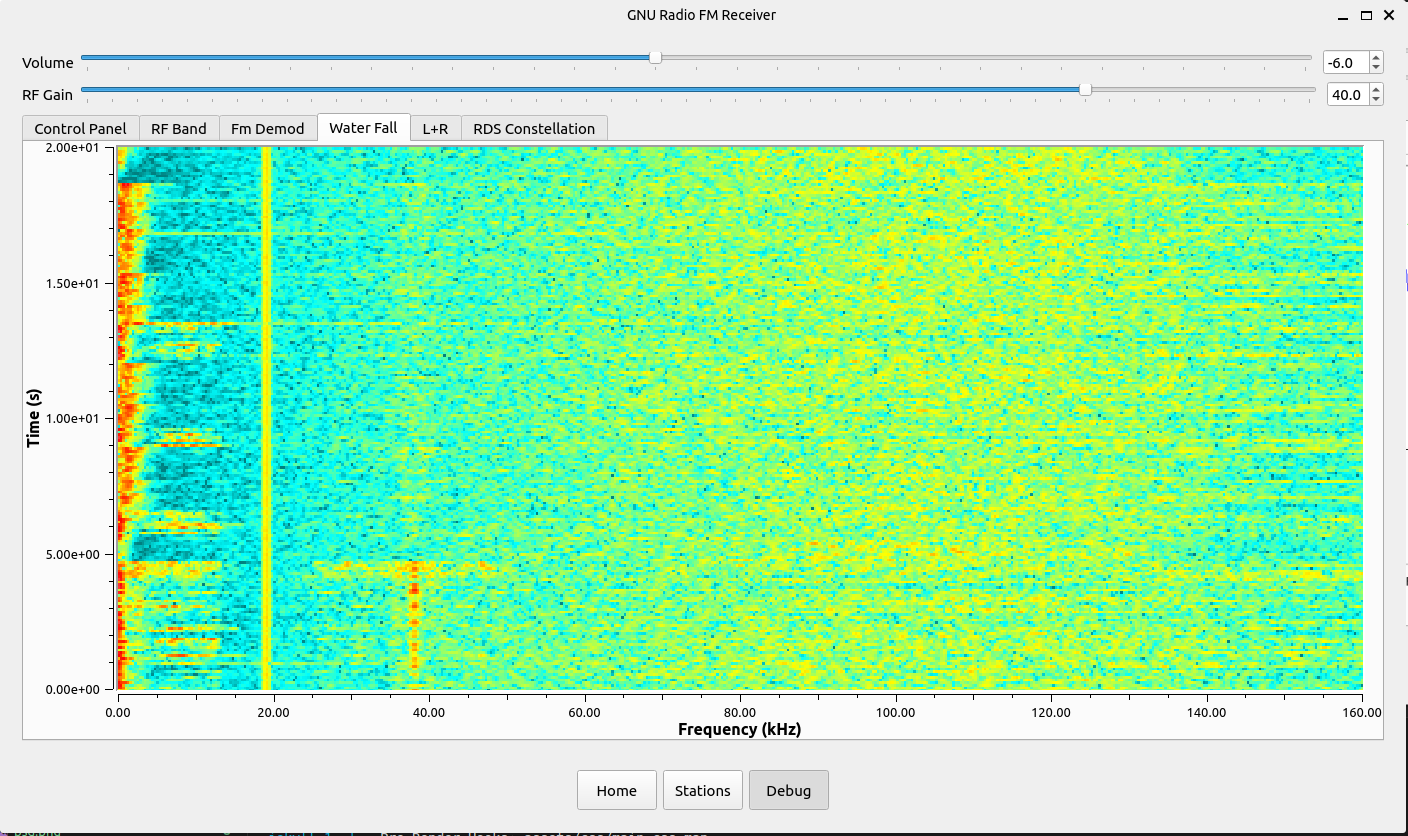 GNU Radio FM Receiver
Volume -6.0
RF Gain 40.0
Control Panel RF Band Fm Demod Water Fall L+R RDS Constellation
2.00e+01
1.50e+01
1.00e+01
5.00e+00
0.00e+00
Time (s)
0.00 20.00 40.00 60.00 80.00 100.00 120.00 140.00 160.00
Frequency (kHz)
Home Stations Debug